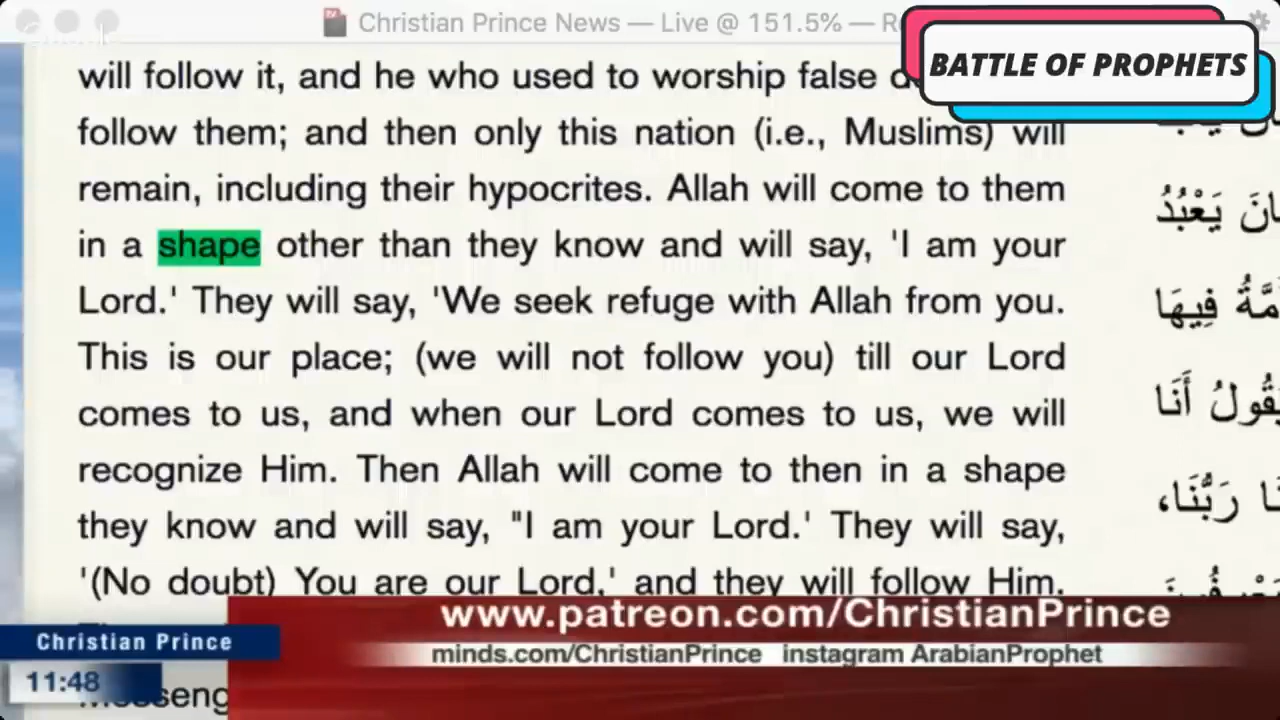 Christian Prince News — Live @ 151.5% —
BATTLE OF PROPHETS
will follow it, and he who used to worship false
follow them; and then only this nation (i.e., Muslims) will
remain, including their hypocrites. Allah will come to them
in a shape other than they know and will say, 'I am your
Lord.' They will say, 'We seek refuge with Allah from you.
This is our place; (we will not follow you) till our Lord
comes to us, and when our Lord comes to us, we will
recognize Him. Then Allah will come to then in a shape
they know and will say, "I am your Lord.' They will say,
'(No doubt) You are our Lord,' and they will follow Him.
كَانَ يَعْبُدُ
فِيهَا
فَيَقُولُ أَنَا
رَبُّنَا،
www.patreon.com/ChristianPrince
Christian Prince
minds.com/ChristianPrince instagram ArabianProphet
11:48